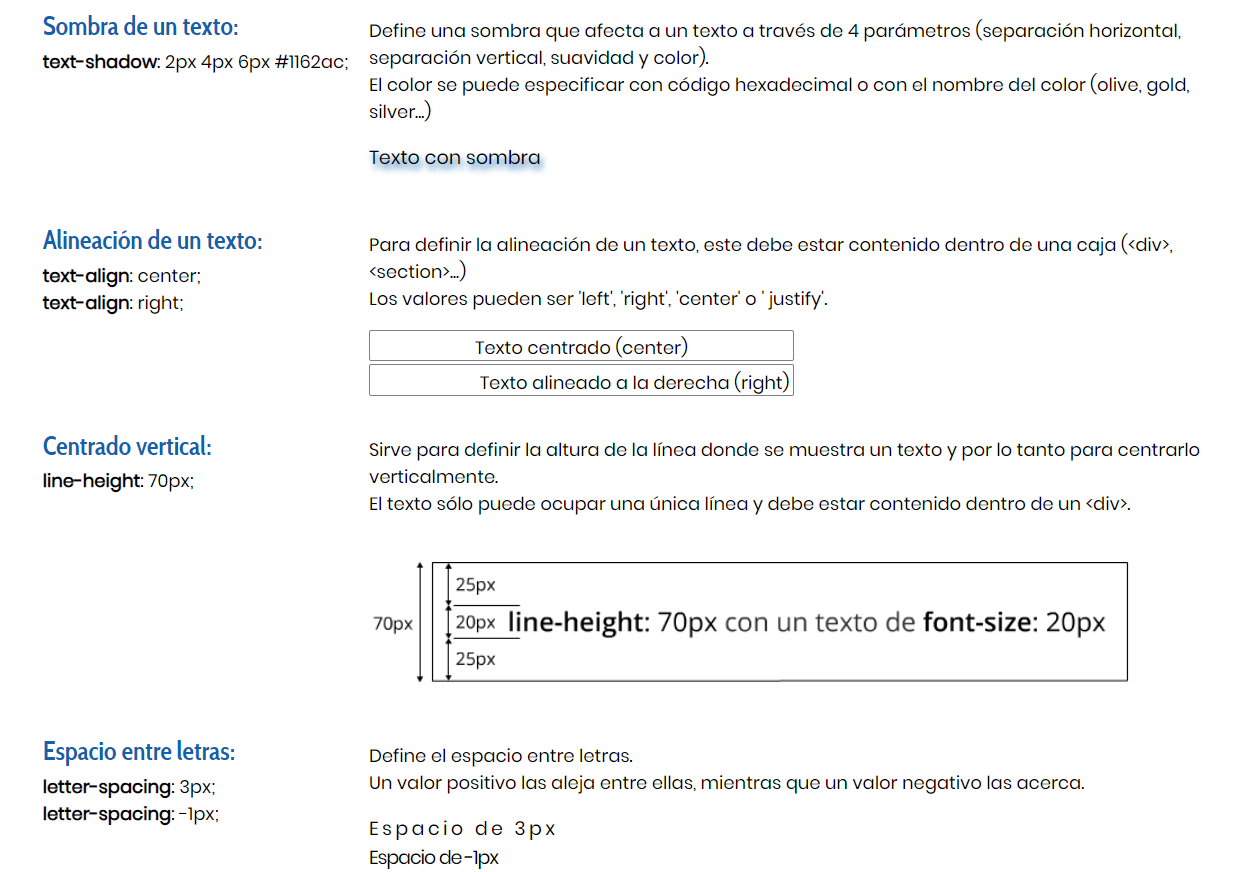 Sombra de un texto:
text-shadow: 2px 4px 6px #1162ac;
Define una sombra que afecta a un texto a través de 4 parámetros (separación horizontal,
separación vertical, suavidad y color).
El color se puede especificar con código hexadecimal o con el nombre del color (olive, gold,
silver...)
Texto con sombra
Alineación de un texto:
text-align: center;
text-align: right;
Para definir la alineación de un texto, este debe estar contenido dentro de una caja (<div>,
<section>...)
Los valores pueden ser 'left', 'right', 'center' o ' justify'.
Texto centrado (center)
Texto alineado a la derecha (right)
Centrado vertical:
line-height: 70px;
Sirve para definir la altura de la línea donde se muestra un texto y por lo tanto para centrarlo
verticalmente.
El texto sólo puede ocupar una única línea y debe estar contenido dentro de un <div>.
25px
70px
20px
line-height: 70px con un texto de font-size: 20px
25px
Espacio entre letras:
letter-spacing: 3px;
letter-spacing: -1px;
Define el espacio entre letras.
Un valor positivo las aleja entre ellas, mientras que un valor negativo las acerca.
Espacio de 3px
Espacio de -1px